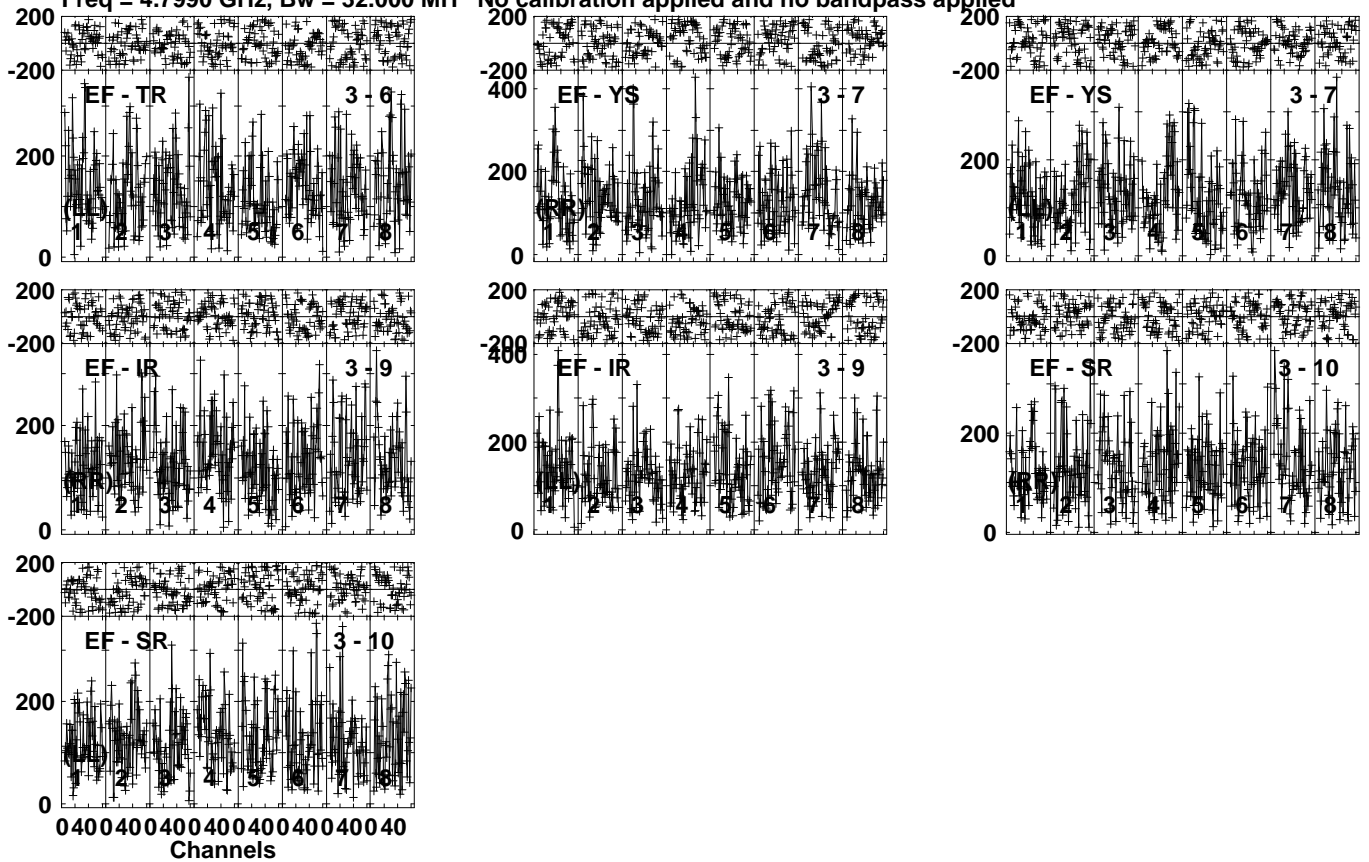 Freq = 4.7990 GHz, Bw = 32.000 MH No calibration applied and no bandpass applied
200
-200
EF - TR 3 - 6
200
(LL)
1 2 3 4 5 6 7 8
0
200
-200
400
EF - YS 3 - 7
200
(RR)
1 2 3 4 5 6 7 8
0
200
-200
EF - YS 3 - 7
200
(LL)
1 2 3 4 5 6 7 8
0
200
-200
EF - IR 3 - 9
200
(RR)
1 2 3 4 5 6 7 8
0
200
-200
400
EF - IR 3 - 9
200
(LL)
1 2 3 4 5 6 7 8
0
200
-200
EF - SR 3 - 10
200
(RR)
1 2 3 4 5 6 7 8
0
200
-200
EF - SR 3 - 10
200
(LL)
1 2 3 4 5 6 7 8
0
0 40 0 40 0 40 0 40 0 40 0 40 0 40 0 40
Channels